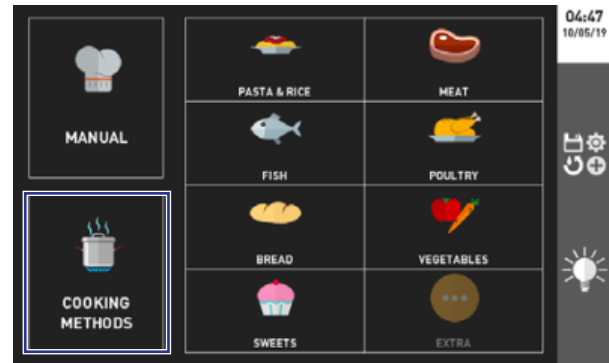 04:47
10/05/19
MANUAL
PASTA & RICE
MEAT
FISH
POULTRY
COOKING
METHODS
BREAD
VEGETABLES
SWEETS
EXTRA